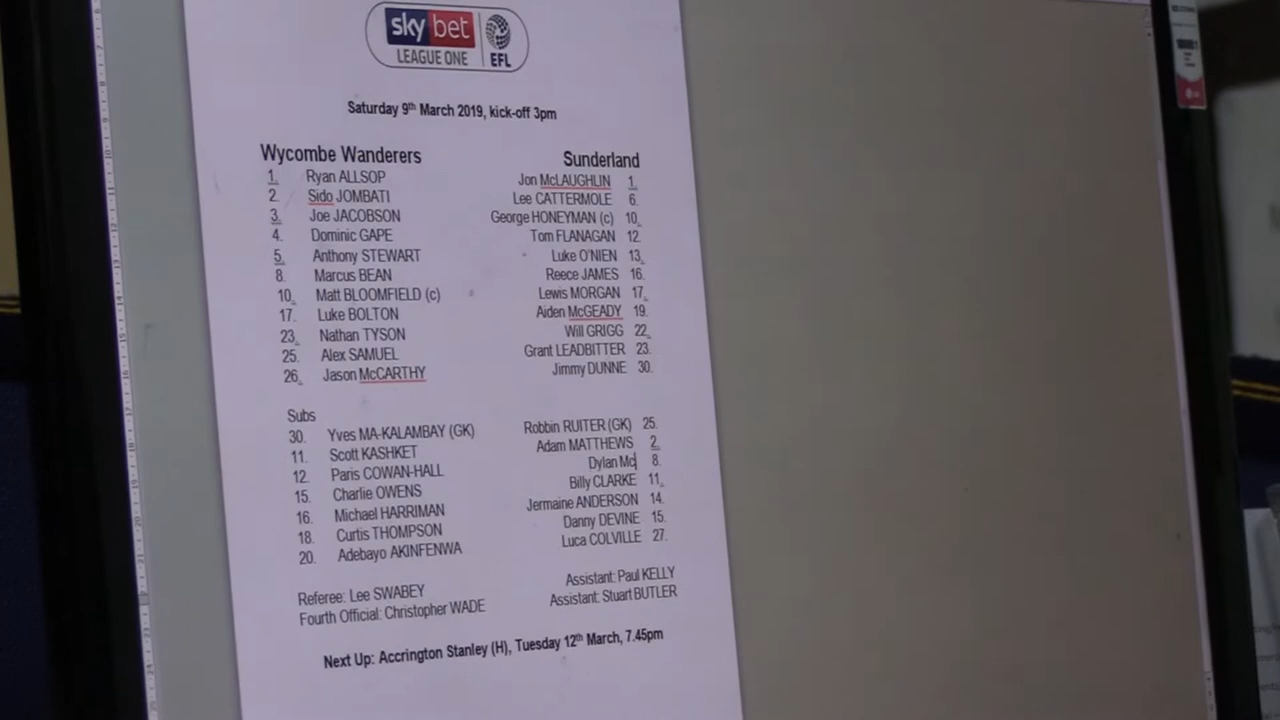 sky bet
LEAGUE ONE EFL
Saturday 9th March 2019, kick-off 3pm
Wycombe Wanderers Sunderland
1. Ryan ALLSOP Jon McLAUGHLIN 1.
2. Sido JOMBATI Lee CATTERMOLE 6.
3. Joe JACOBSON George HONEYMAN (c) 10.
4. Dominic GAPE Tom FLANAGAN 12.
5. Anthony STEWART Luke O'NIEN 13.
8. Marcus BEAN Reece JAMES 16.
10. Matt BLOOMFIELD (c) Lewis MORGAN 17.
17. Luke BOLTON Aiden McGEADY 19.
23. Nathan TYSON Will GRIGG 22.
25. Alex SAMUEL Grant LEADBITTER 23.
26. Jason McCARTHY Jimmy DUNNE 30.
Subs
30. Yves MA-KALAMBAY (GK) Robbin RUITER (GK) 25.
11. Scott KASHKET Adam MATTHEWS 2.
12. Paris COWAN-HALL Dylan Mc 8.
15. Charlie OWENS Billy CLARKE 11.
16. Michael HARRIMAN Jermaine ANDERSON 14.
18. Curtis THOMPSON Danny DEVINE 15.
20. Adebayo AKINFENWA Luca COLVILLE 27.
Referee: Lee SWABEY Assistant: Paul KELLY
Fourth Official: Christopher WADE Assistant: Stuart BUTLER
Next Up: Accrington Stanley (H), Tuesday 12th March, 7.45pm